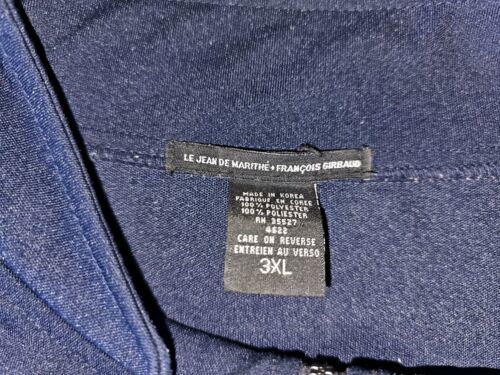 LE JEAN DE MARITHÉ + FRANÇOIS GIRBAUD
MADE IN KOREA
FABRIQUE EN COREE
100% POLYESTER
100% POLIESTER
RN 35527
4622
CARE ON REVERSE
ENTREIEN AU VERSO
3XL